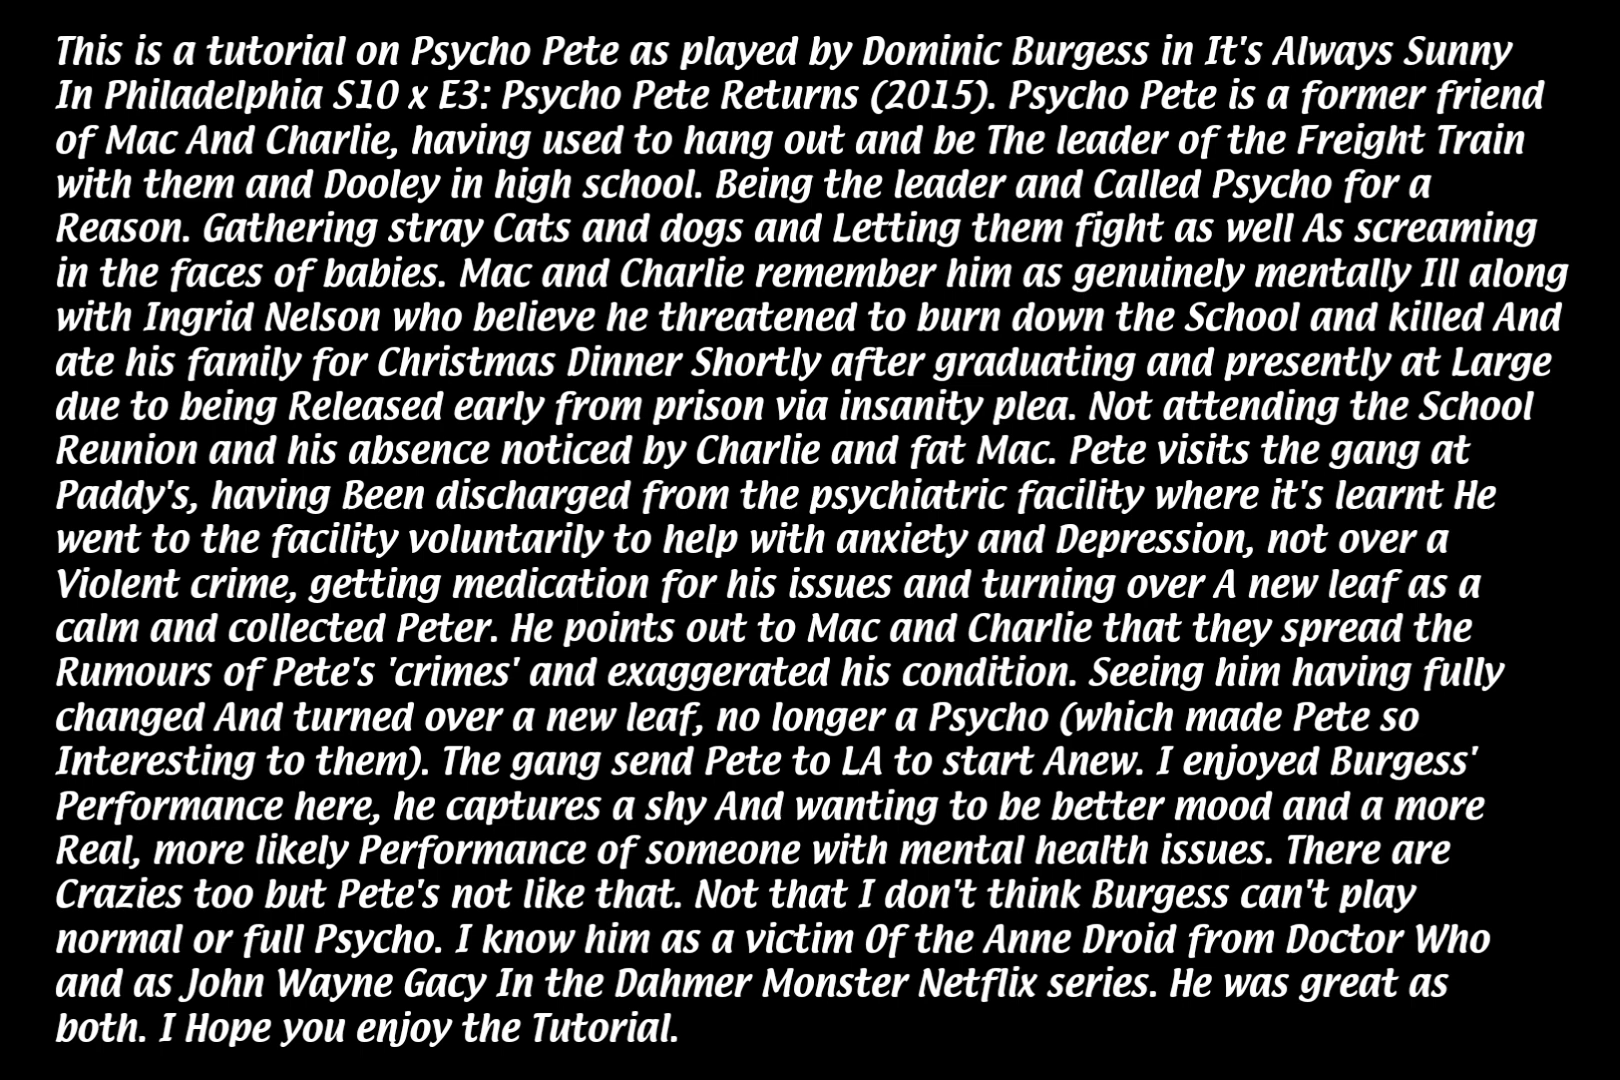 This is a tutorial on Psycho Pete as played by Dominic Burgess in It's Always Sunny
In Philadelphia S10 x E3: Psycho Pete Returns (2015). Psycho Pete is a former friend
of Mac And Charlie, having used to hang out and be The leader of the Freight Train
with them and Dooley in high school. Being the leader and Called Psycho for a
Reason. Gathering stray Cats and dogs and Letting them fight as well As screaming
in the faces of babies. Mac and Charlie remember him as genuinely mentally Ill along
with Ingrid Nelson who believe he threatened to burn down the School and killed And
ate his family for Christmas Dinner Shortly after graduating and presently at Large
due to being Released early from prison via insanity plea. Not attending the School
Reunion and his absence noticed by Charlie and fat Mac. Pete visits the gang at
Paddy's, having Been discharged from the psychiatric facility where it's learnt He
went to the facility voluntarily to help with anxiety and Depression, not over a
Violent crime, getting medication for his issues and turning over A new leaf as a
calm and collected Peter. He points out to Mac and Charlie that they spread the
Rumours of Pete's 'crimes' and exaggerated his condition. Seeing him having fully
changed And turned over a new leaf, no longer a Psycho (which made Pete so
Interesting to them). The gang send Pete to LA to start Anew. I enjoyed Burgess'
Performance here, he captures a shy And wanting to be better mood and a more
Real, more likely Performance of someone with mental health issues. There are
Crazies too but Pete's not like that. Not that I don't think Burgess can't play
normal or full Psycho. I know him as a victim Of the Anne Droid from Doctor Who
and as John Wayne Gacy In the Dahmer Monster Netflix series. He was great as
both. I Hope you enjoy the Tutorial.